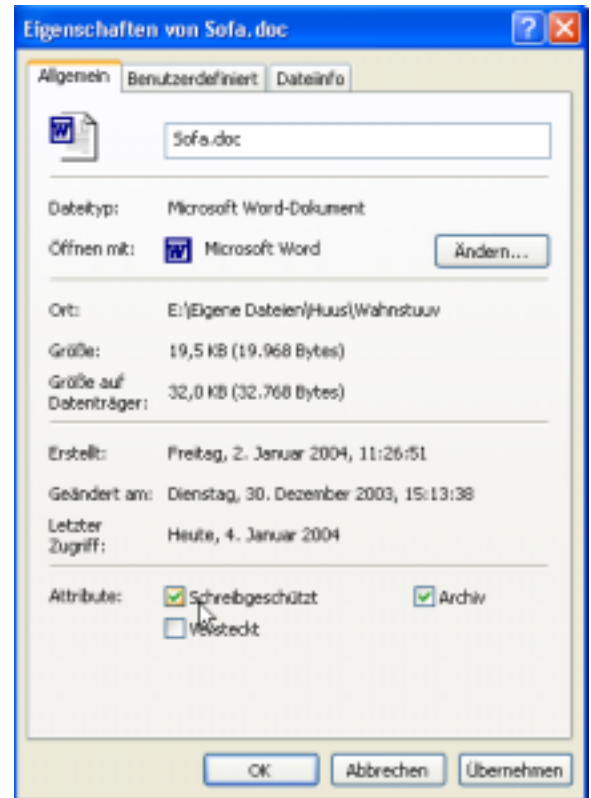 Eigenschaften von Sofa.doc
Allgemein Benutzerdefiniert Dateiinfo
Sofa.doc
Dateityp: Microsoft Word-Dokument
Öffnen mit: Microsoft Word Ändern...
Ort: E:\Eigene Dateien\Huus\Wahnstuuv
Größe: 19,5 KB (19.968 Bytes)
Größe auf
Datenträger: 32,0 KB (32.768 Bytes)
Erstellt: Freitag, 2. Januar 2004, 11:26:51
Geändert am: Dienstag, 30. Dezember 2003, 15:13:38
Letzter
Zugriff: Heute, 4. Januar 2004
Attribute: Schreibgeschützt Archiv
Versteckt
OK Abbrechen Übernehmen